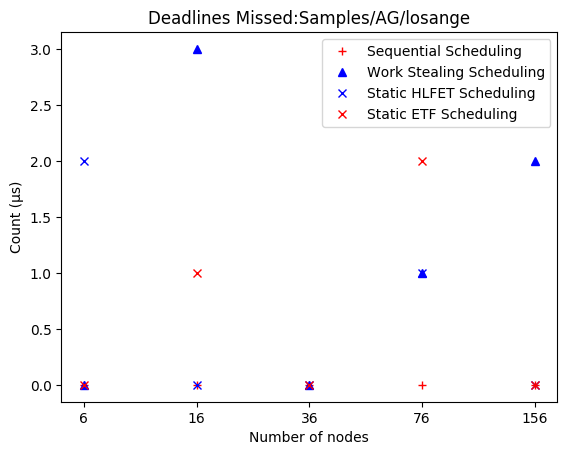 Deadlines Missed:Samples/AG/losange
Sequential Scheduling
Work Stealing Scheduling
Static HLFET Scheduling
Static ETF Scheduling
3.0
2.5
2.0
1.5
1.0
0.5
0.0
Count (µs)
6 16 36 76 156
Number of nodes